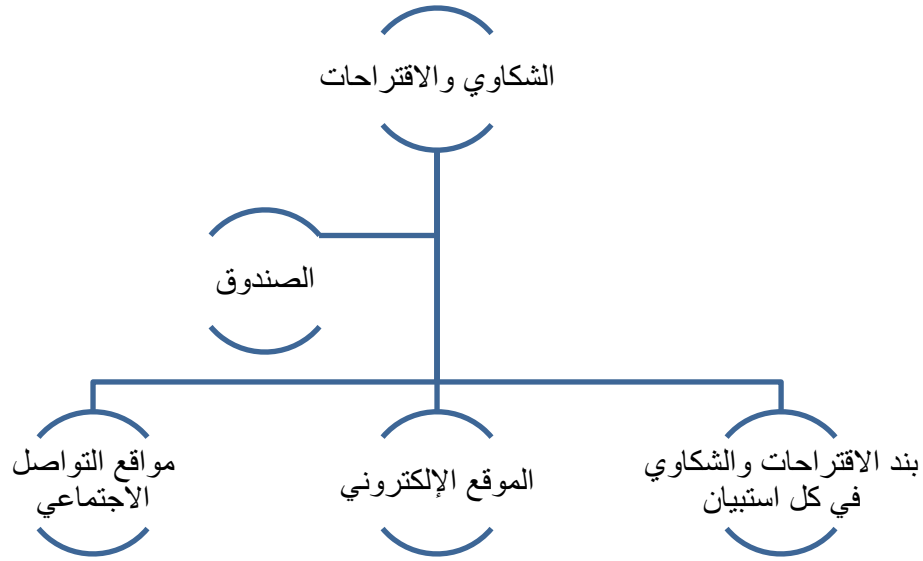 الشكاوي والاقتراحات
الصندوق
بند الاقتراحات والشكاوي
في كل استبيان
الموقع الإلكتروني
مواقع التواصل
الاجتماعي